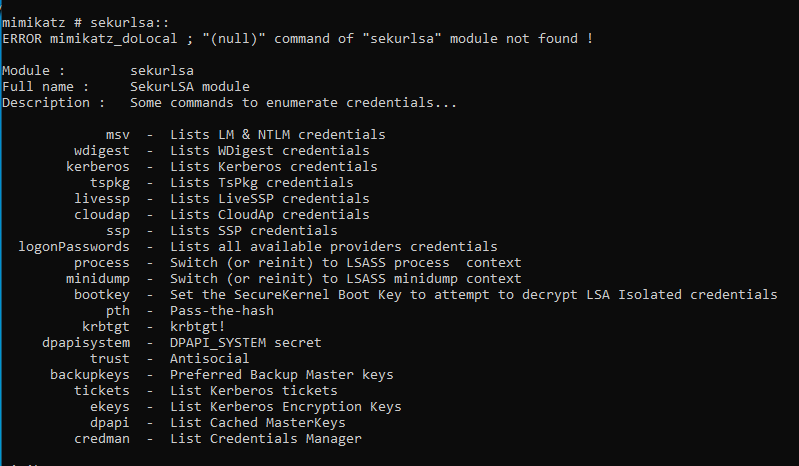 mimikatz # sekurlsa::
ERROR mimikatz_doLocal ; "(null)" command of "sekurlsa" module not found !
Module :        sekurlsa
Full name :     SekurLSA module
Description :   Some commands to enumerate credentials...
msv  -  Lists LM & NTLM credentials
wdigest  -  Lists WDigest credentials
kerberos  -  Lists Kerberos credentials
tspkg  -  Lists TsPkg credentials
livessp  -  Lists LiveSSP credentials
cloudap  -  Lists CloudAp credentials
ssp  -  Lists SSP credentials
logonPasswords  -  Lists all available providers credentials
process  -  Switch (or reinit) to LSASS process  context
minidump  -  Switch (or reinit) to LSASS minidump context
bootkey  -  Set the SecureKernel Boot Key to attempt to decrypt LSA Isolated credentials
pth  -  Pass-the-hash
krbtgt  -  krbtgt!
dpapisystem  -  DPAPI_SYSTEM secret
trust  -  Antisocial
backupkeys  -  Preferred Backup Master keys
tickets  -  List Kerberos tickets
ekeys  -  List Kerberos Encryption Keys
dpapi  -  List Cached MasterKeys
credman  -  List Credentials Manager